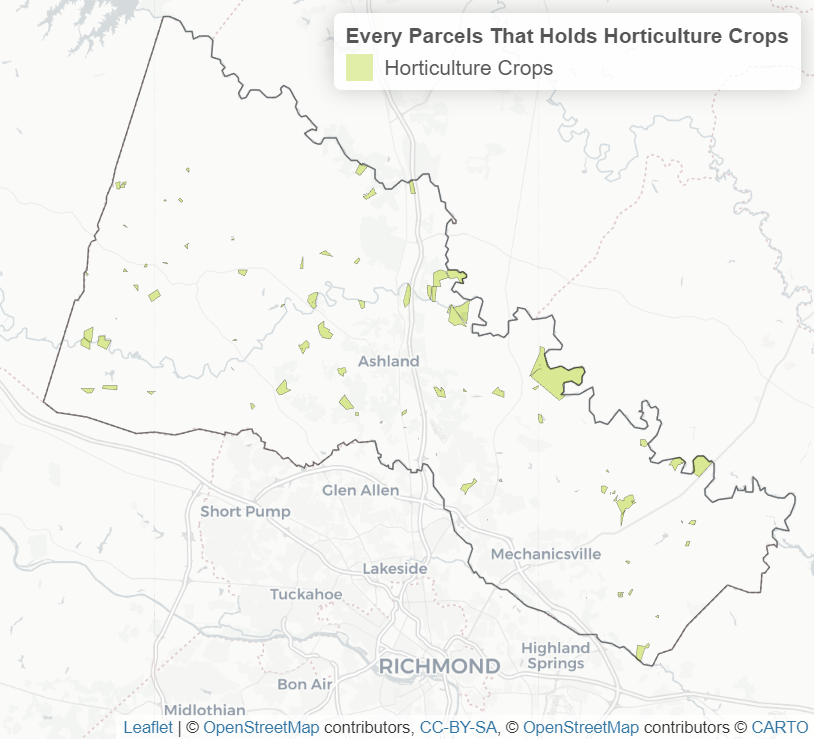 Every Parcels That Holds Horticulture Crops
Horticulture Crops
Ashland
Glen Allen
Short Pump
Mechanicsville
Lakeside
Tuckahoe
Highland
Springs
RICHMOND
Bon Air
Midlothian
Leaflet | © OpenStreetMap contributors, CC-BY-SA, © OpenStreetMap contributors © CARTO